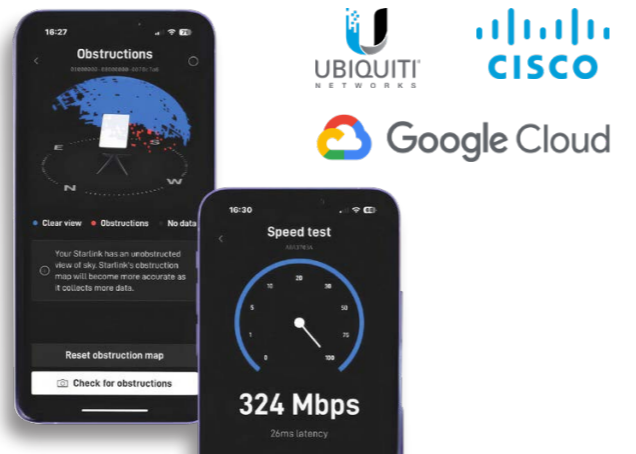 16:27
Obstructions
E
S
N
W
Clear view
Obstructions
No data
Your Starlink has an unobstructed
view of sky. Starlink's obstruction
map will become more accurate as
it collects more data.
Reset obstruction map
Check for obstructions
16:30
Speed test
20
10
30
5
50
1
75
0
100
324 Mbps
26ms latency
UBIQUITI
NETWORKS
CISCO
Google Cloud